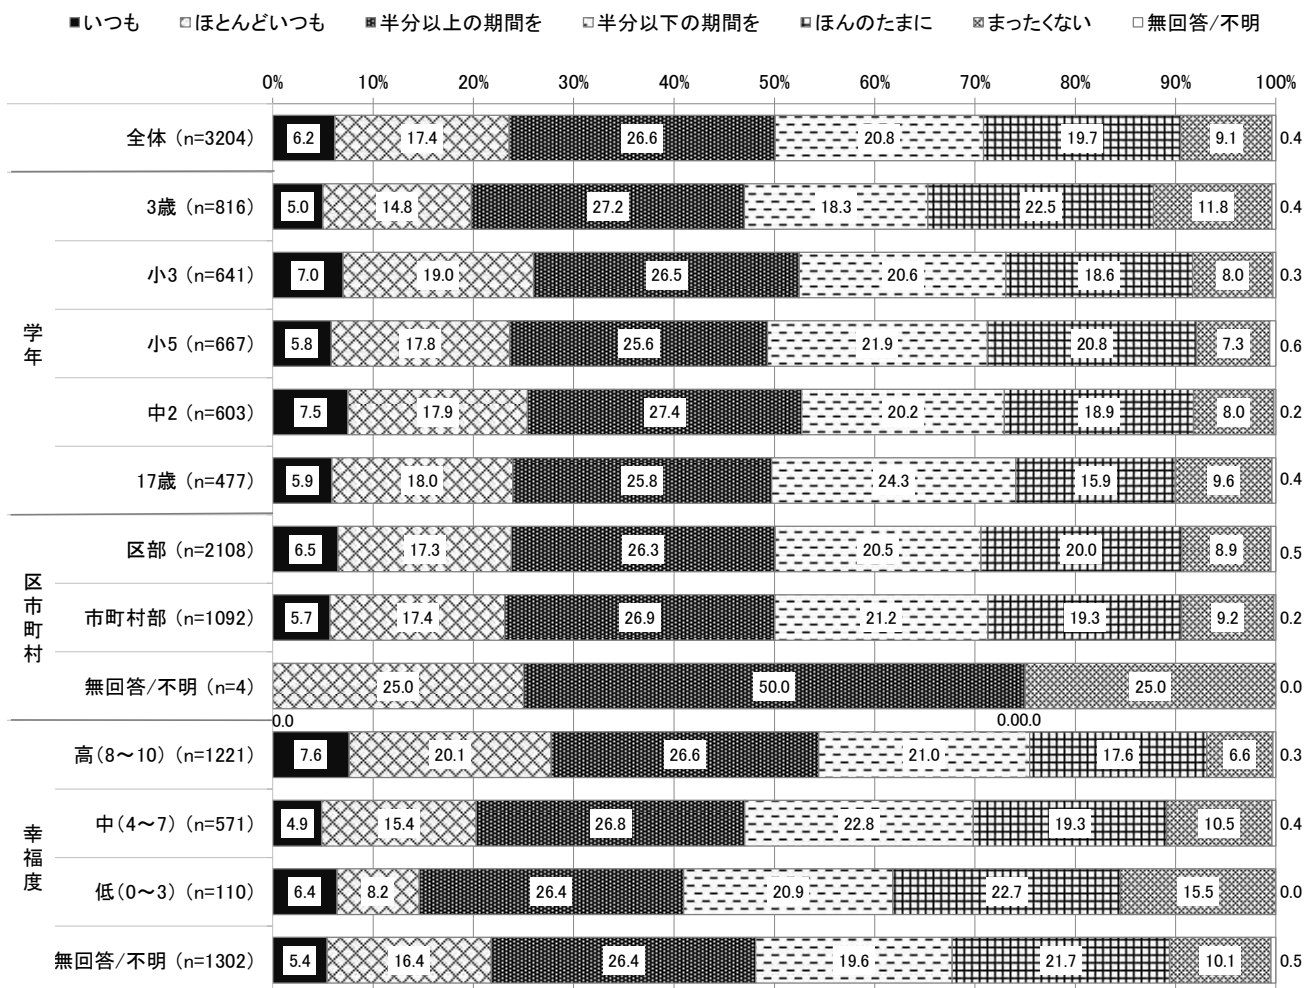 いつも ほとんどいつも 半分以上の期間を 半分以下の期間を ほんのたまに まったくない 無回答/不明
0% 10% 20% 30% 40% 50% 60% 70% 80% 90% 100%
全体 (n=3204) 6.2 17.4 26.6 20.8 19.7 9.1 0.4
学年
3歳 (n=816) 5.0 14.8 27.2 18.3 22.5 11.8 0.4
小3 (n=641) 7.0 19.0 26.5 20.6 18.6 8.0 0.3
小5 (n=667) 5.8 17.8 25.6 21.9 20.8 7.3 0.6
中2 (n=603) 7.5 17.9 27.4 20.2 18.9 8.0 0.2
17歳 (n=477) 5.9 18.0 25.8 24.3 15.9 9.6 0.4
区市町村
区部 (n=2108) 6.5 17.3 26.3 20.5 20.0 8.9 0.5
市町村部 (n=1092) 5.7 17.4 26.9 21.2 19.3 9.2 0.2
無回答/不明 (n=4) 25.0 50.0 25.0 0.0
0.0 0.00.0
幸福度
高(8～10) (n=1221) 7.6 20.1 26.6 21.0 17.6 6.6 0.3
中(4～7) (n=571) 4.9 15.4 26.8 22.8 19.3 10.5 0.4
低(0～3) (n=110) 6.4 8.2 26.4 20.9 22.7 15.5 0.0
無回答/不明 (n=1302) 5.4 16.4 26.4 19.6 21.7 10.1 0.5